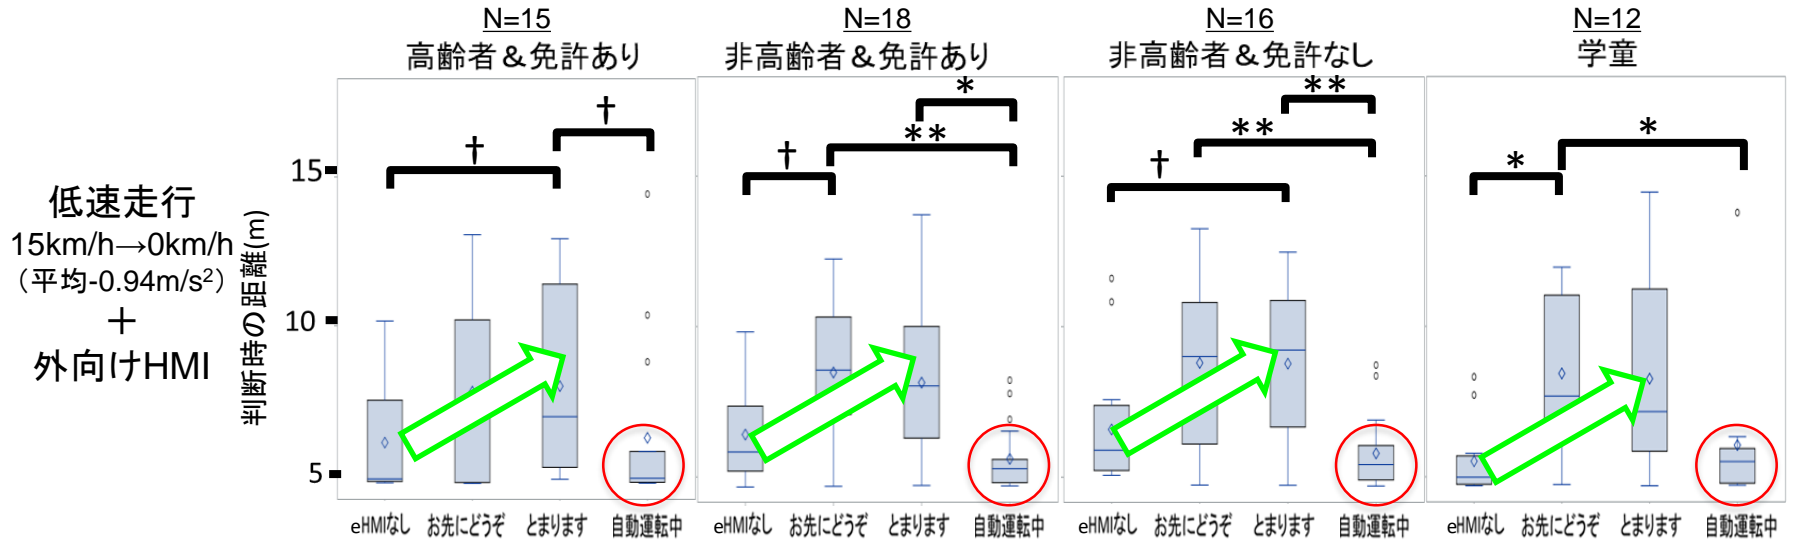 N=15
高齢者＆免許あり
N=18
非高齢者＆免許あり
N=16
非高齢者＆免許なし
N=12
学童
低速走行
15km/h→0km/h
（平均-0.94m/s²）
＋
外向けHMI
判断時の距離(m)
15
10
5
†
†
†
**
*
†
**
**
*
*
eHMIなし
お先にどうぞ
とまります
自動運転中
eHMIなし
お先にどうぞ
とまります
自動運転中
eHMIなし
お先にどうぞ
とまります
自動運転中
eHMIなし
お先にどうぞ
とまります
自動運転中